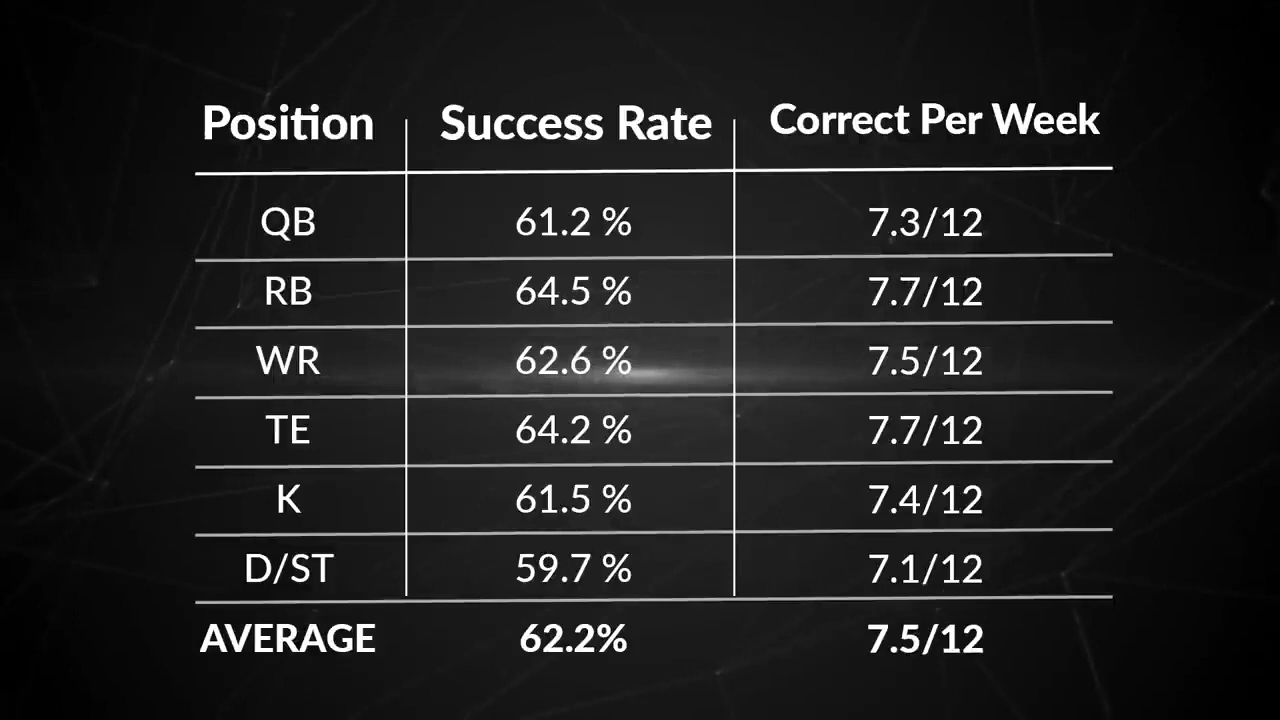 Position Success Rate Correct Per Week
QB 61.2 % 7.3/12
RB 64.5 % 7.7/12
WR 62.6 % 7.5/12
TE 64.2 % 7.7/12
K 61.5 % 7.4/12
D/ST 59.7 % 7.1/12
AVERAGE 62.2% 7.5/12